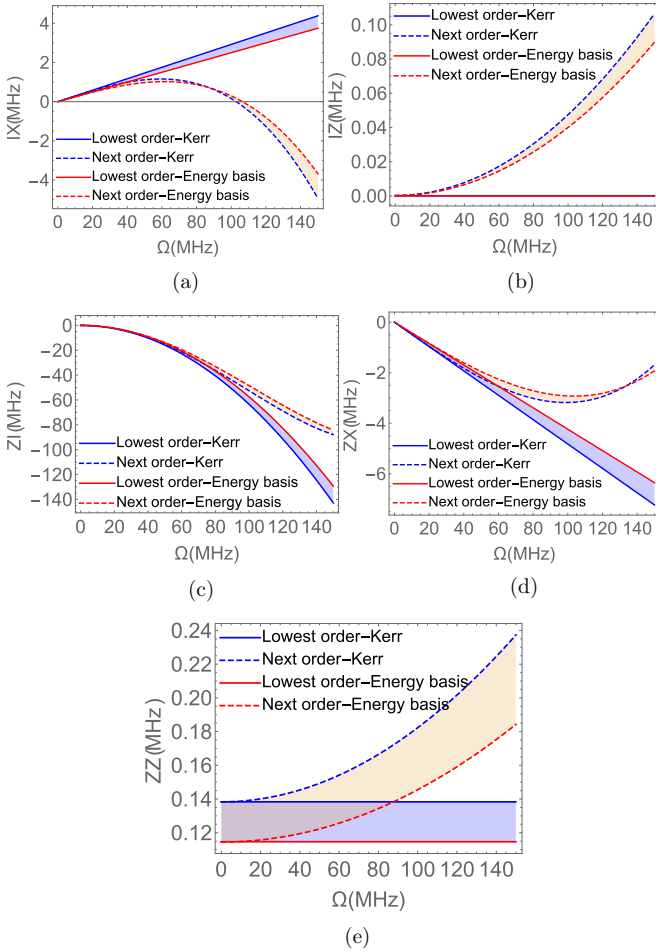 4
2
0
−2
−4
IX(MHz)
Lowest order−Kerr
Next order−Kerr
Lowest order−Energy basis
Next order−Energy basis
0 20 40 60 80 100 120 140
Ω(MHz)
(a)
0.10
0.08
0.06
0.04
0.02
0.00
IZ(MHz)
Lowest order−Kerr
Next order−Kerr
Lowest order−Energy basis
Next order−Energy basis
0 20 40 60 80 100 120 140
Ω(MHz)
(b)
0
−20
−40
−60
−80
−100
−120
−140
ZI(MHz)
Lowest order−Kerr
Next order−Kerr
Lowest order−Energy basis
Next order−Energy basis
0 20 40 60 80 100 120 140
Ω(MHz)
(c)
0
−2
−4
−6
ZX(MHz)
Lowest order−Kerr
Next order−Kerr
Lowest order−Energy basis
Next order−Energy basis
0 20 40 60 80 100 120 140
Ω(MHz)
(d)
0.24
0.22
0.20
0.18
0.16
0.14
0.12
ZZ(MHz)
Lowest order−Kerr
Next order−Kerr
Lowest order−Energy basis
Next order−Energy basis
0 20 40 60 80 100 120 140
Ω(MHz)
(e)